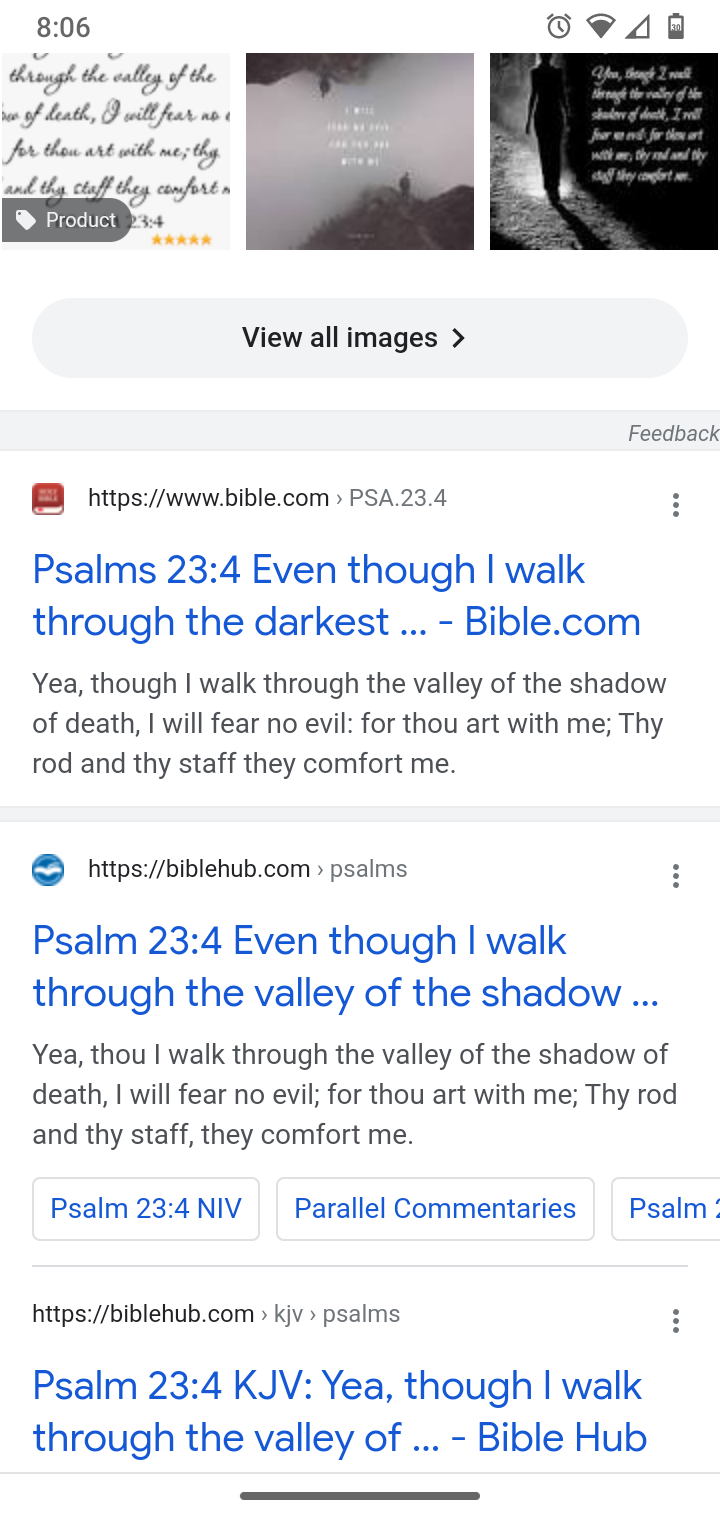 8:06
30
through the valley of the
of death, I will fear no
for thou art with me; thy
and thy staff they comfort
Product
23:4
I WILL
FEAR NO EVIL
FOR YOU ARE
WITH ME
Yea, though I walk
through the valley of the
shadow of death, I will
fear no evil: for thou art
with me; thy rod and thy
staff they comfort me.
View all images
Feedback
https://www.bible.com › PSA.23.4
Psalms 23:4 Even though I walk
through the darkest ... - Bible.com
Yea, though I walk through the valley of the shadow
of death, I will fear no evil: for thou art with me; Thy
rod and thy staff they comfort me.
https://biblehub.com › psalms
Psalm 23:4 Even though I walk
through the valley of the shadow ...
Yea, thou I walk through the valley of the shadow of
death, I will fear no evil; for thou art with me; Thy rod
and thy staff, they comfort me.
Psalm 23:4 NIV
Parallel Commentaries
Psalm 2
https://biblehub.com › kjv › psalms
Psalm 23:4 KJV: Yea, though I walk
through the valley of ... - Bible Hub